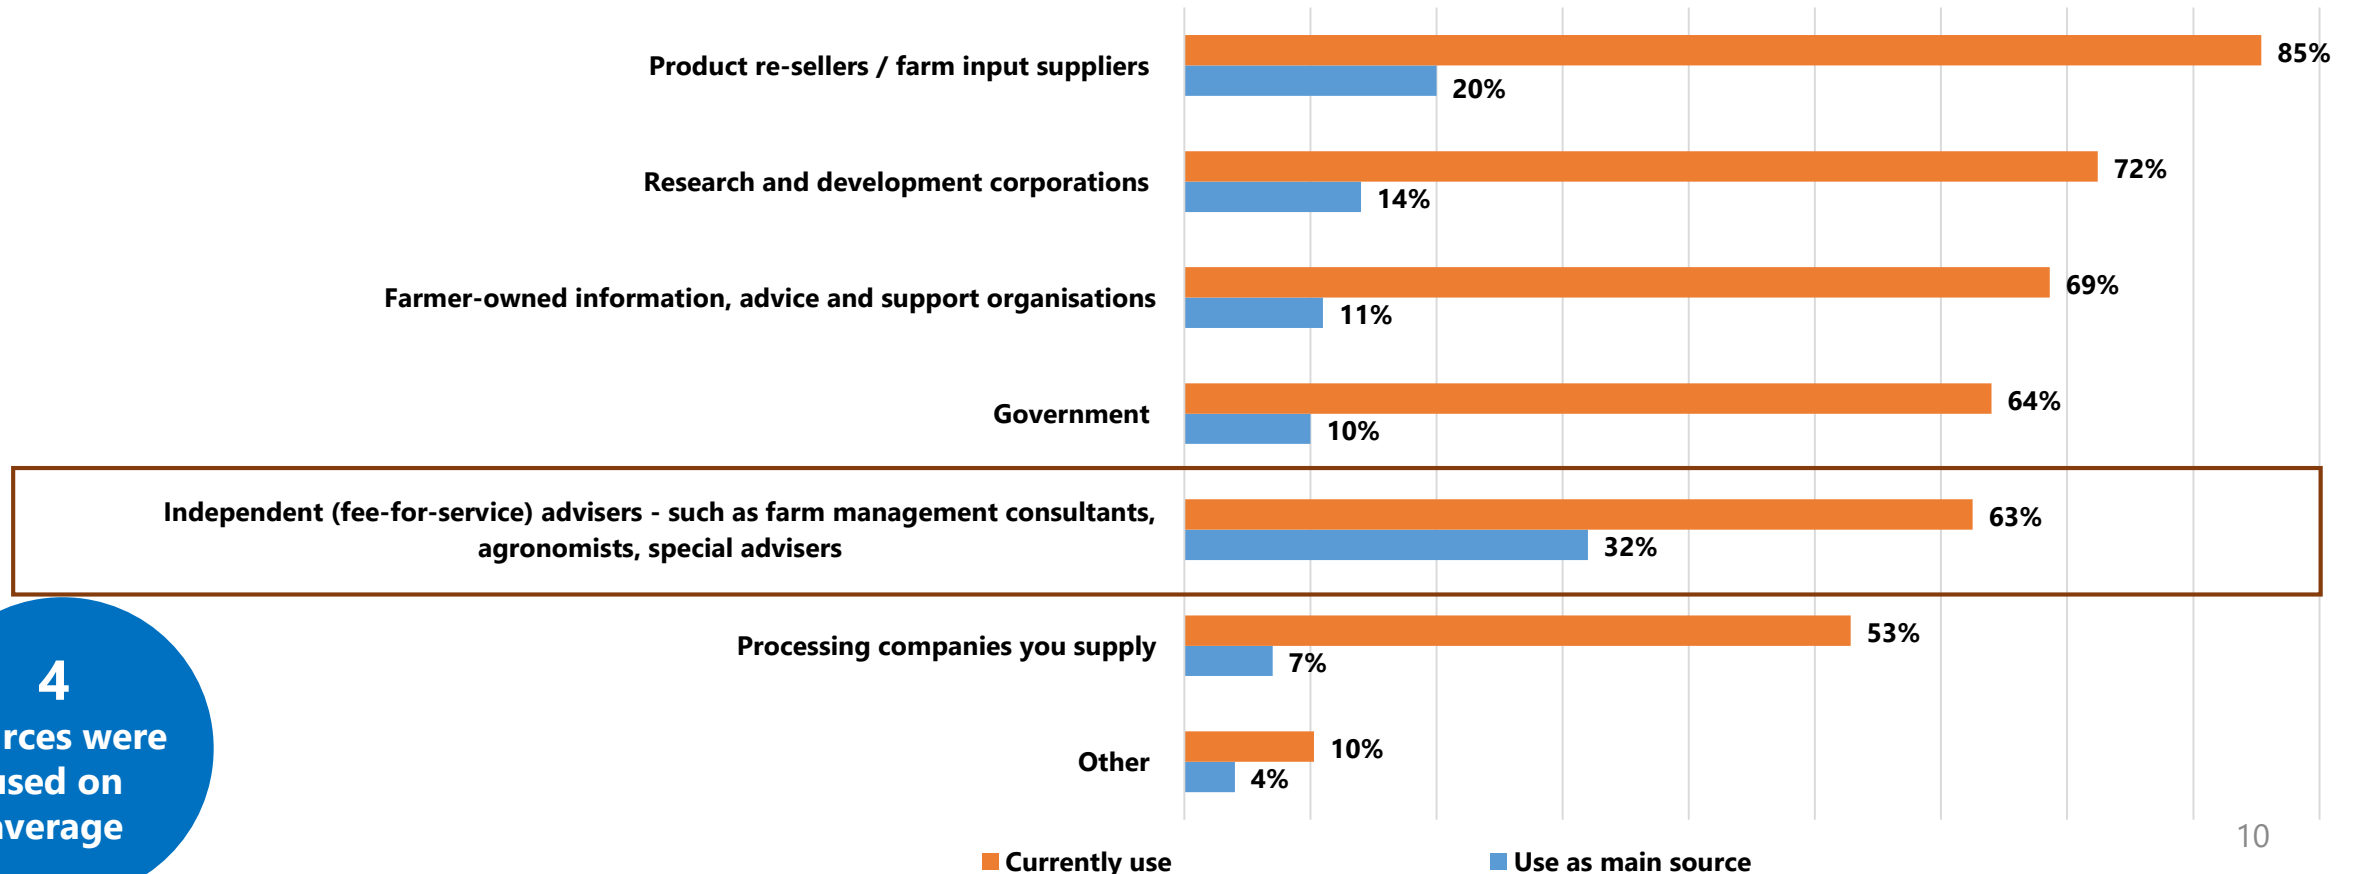 Product re-sellers / farm input suppliers
85%
20%
Research and development corporations
72%
14%
Farmer-owned information, advice and support organisations
69%
11%
Government
64%
10%
Independent (fee-for-service) advisers - such as farm management consultants,
agronomists, special advisers
63%
32%
Processing companies you supply
53%
7%
Other
10%
4%
4
rces were
used on
average
10
Currently use
Use as main source